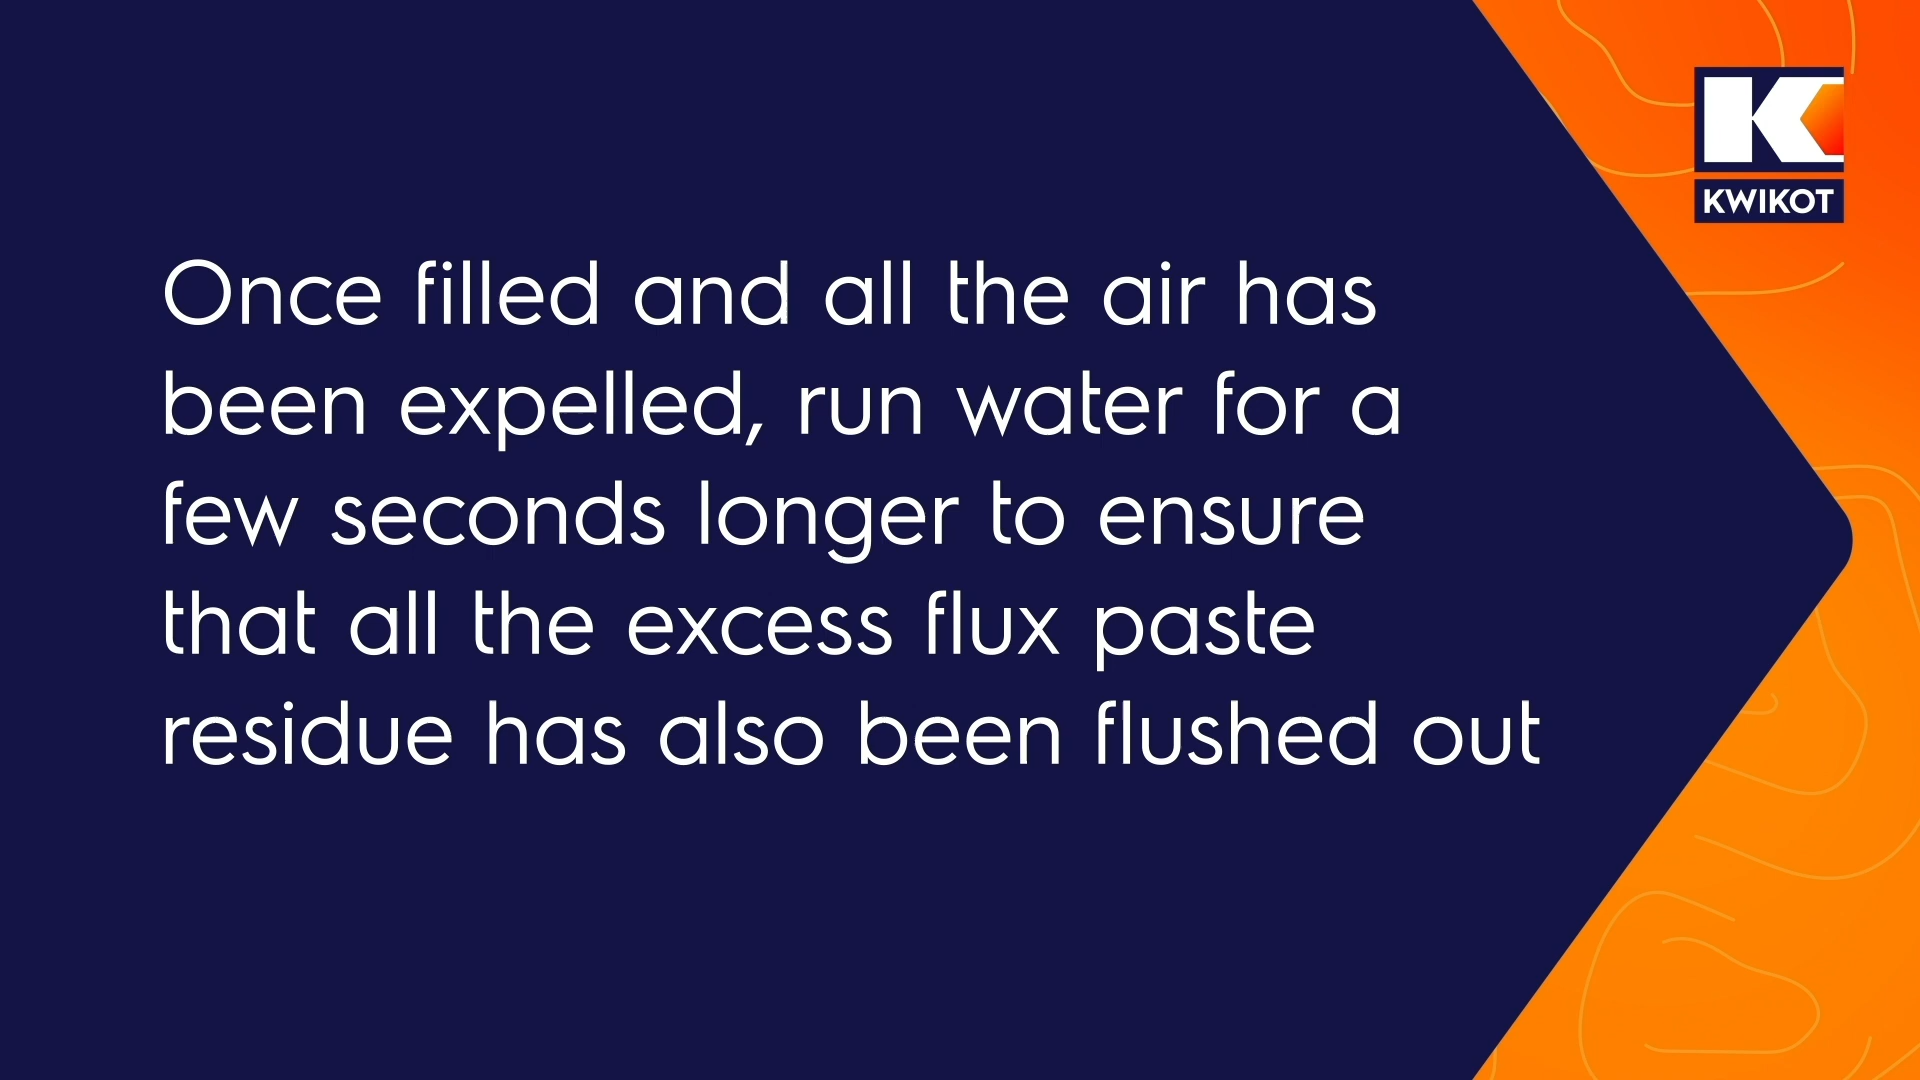 KWIKOT
Once filled and all the air has
been expelled, run water for a
few seconds longer to ensure
that all the excess flux paste
residue has also been flushed out